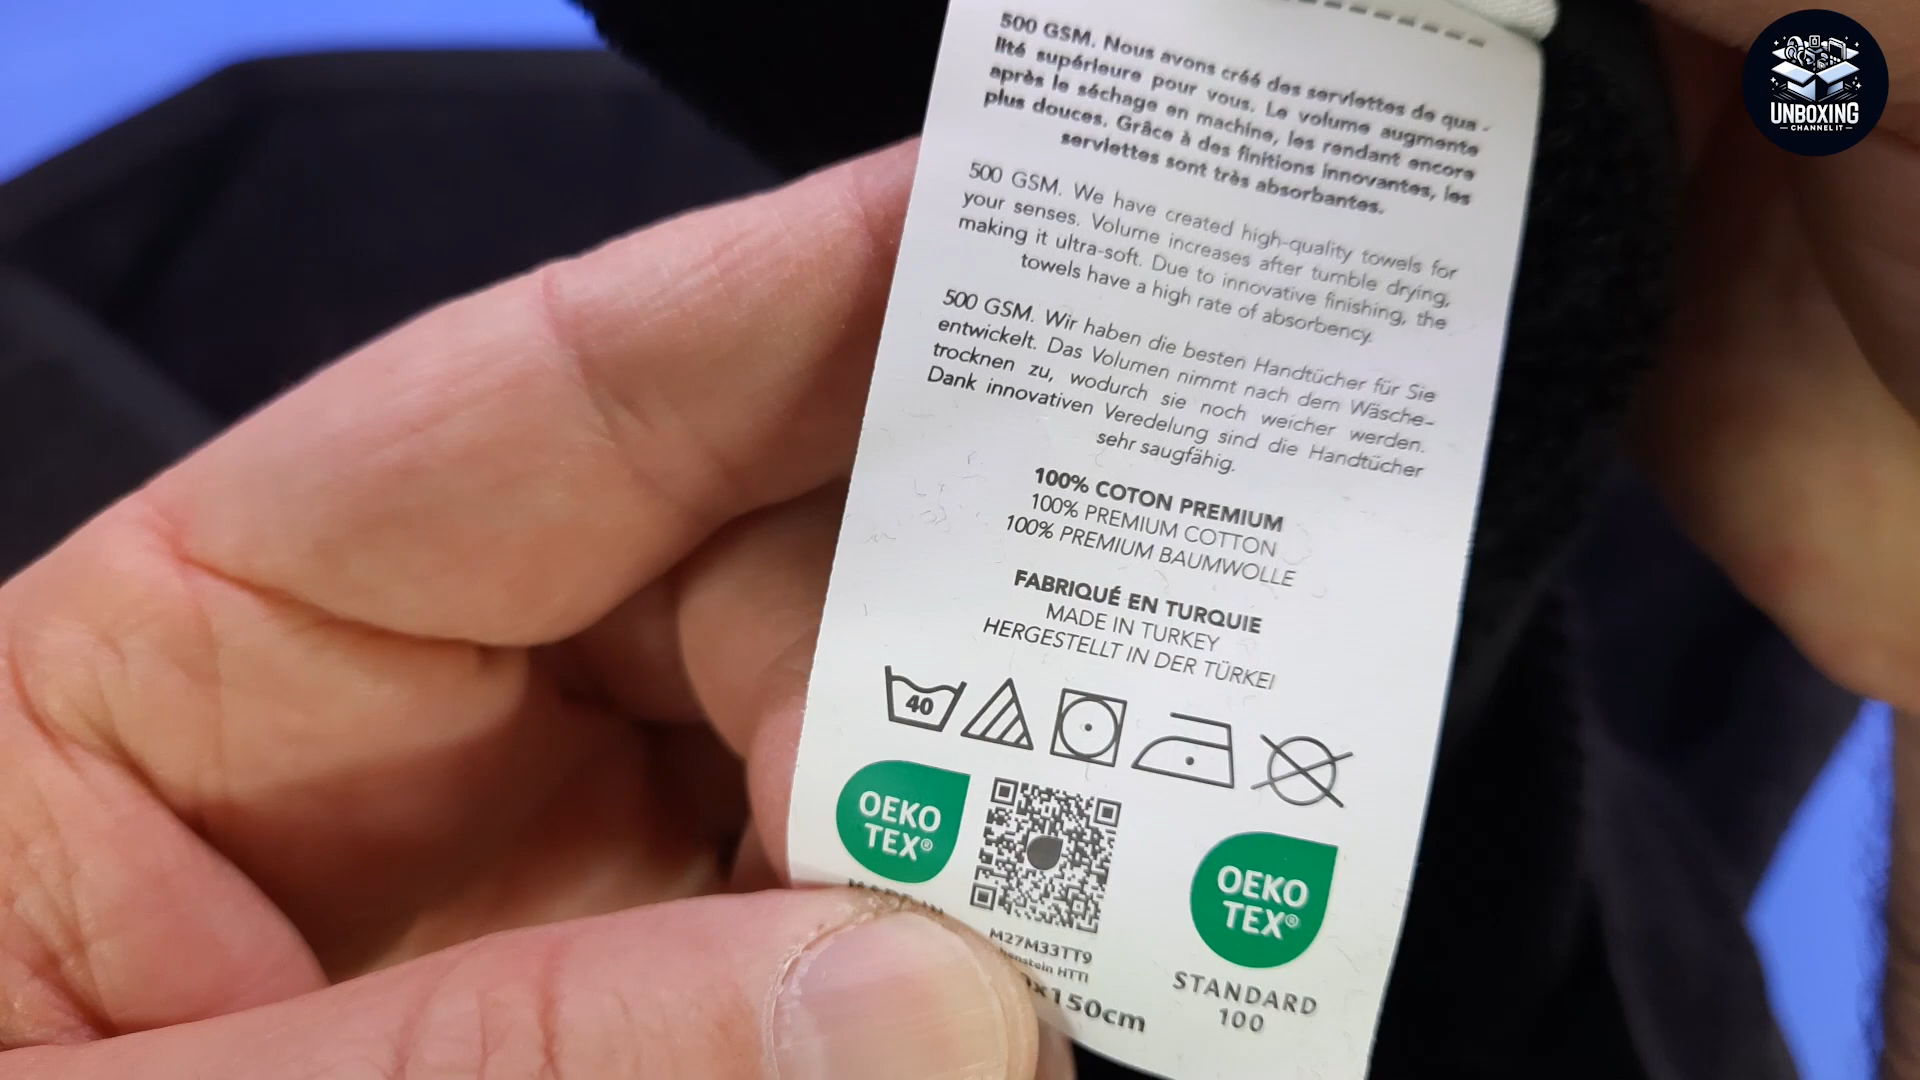 500 GSM. Nous avons créé des serviettes de qua -
lité supérieure pour vous. Le volume augmente
après le séchage en machine, les rendant encore
plus douces. Grâce à des finitions innovantes, les
serviettes sont très absorbantes.
500 GSM. We have created high-quality towels for
your senses. Volume increases after tumble drying,
making it ultra-soft. Due to innovative finishing, the
towels have a high rate of absorbency.
500 GSM. Wir haben die besten Handtücher für Sie
entwickelt. Das Volumen nimmt nach dem Wäsche-
trocknen zu, wodurch sie noch weicher werden.
Dank innovativen Veredelung sind die Handtücher
sehr saugfähig.
100% COTON PREMIUM
100% PREMIUM COTTON
100% PREMIUM BAUMWOLLE
FABRIQUÉ EN TURQUIE
MADE IN TURKEY
HERGESTELLT IN DER TÜRKEI
40
OEKO
TEX®
M27M33TT9
HTTI
x150cm
OEKO
TEX®
STANDARD
100
UNBOXING
CHANNEL IT